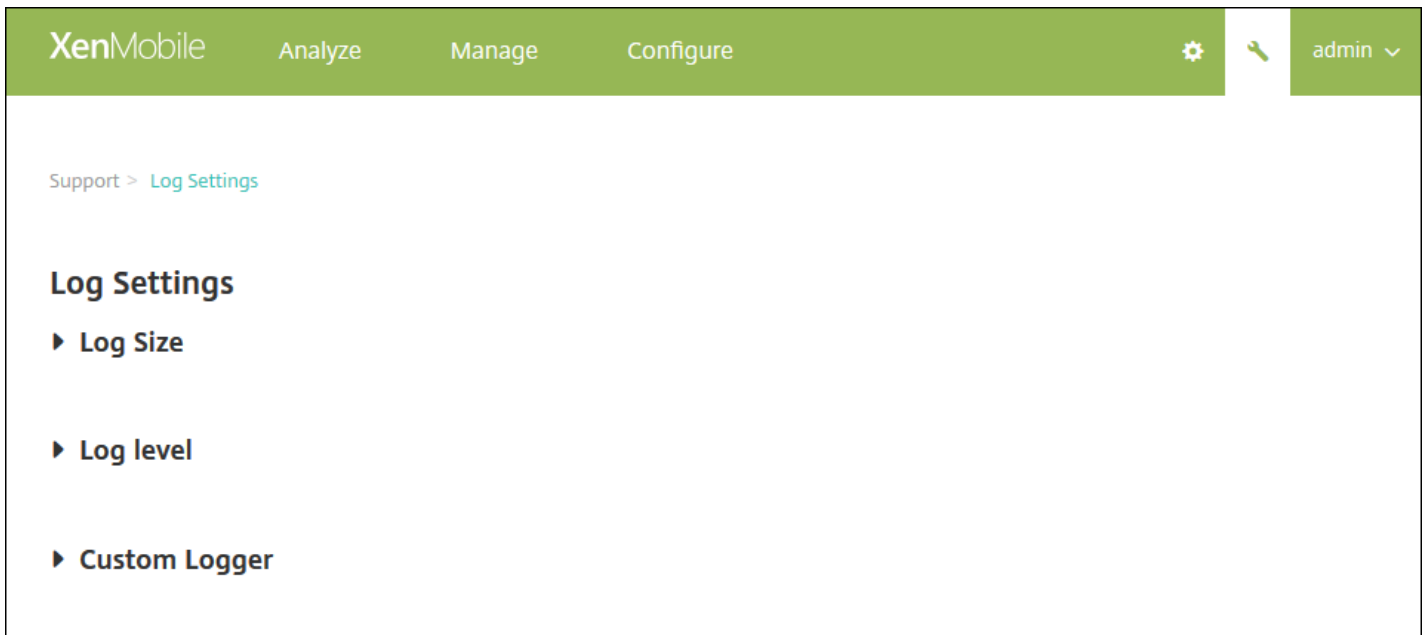 XenMobile Analyze Manage Configure admin
Support > Log Settings
Log Settings
Log Size
Log level
Custom Logger